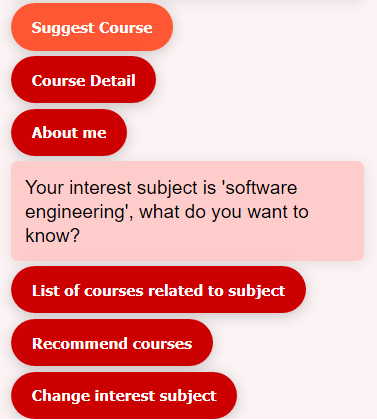 Suggest Course
Course Detail
About me
Your interest subject is 'software
engineering', what do you want to
know?
List of courses related to subject
Recommend courses
Change interest subject